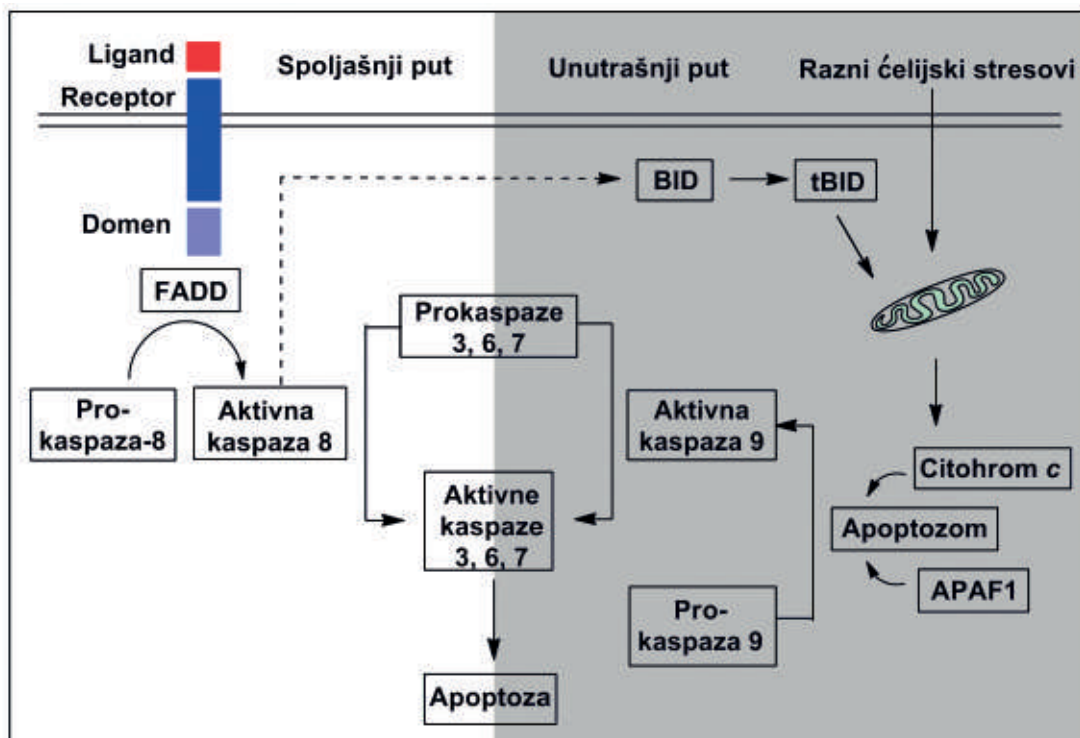 Ligand
Spoljašnji put
Unutrašnji put
Razni ćelijski stresovi
Receptor
BID
tBID
Domen
FADD
Prokaspaze
3, 6, 7
Pro-
kaspaza-8
Aktivna
kaspaza 8
Aktivna
kaspaza 9
Citohrom c
Aktivne
kaspaze
3, 6, 7
Apoptozom
APAF1
Pro-
kaspaza 9
Apoptoza